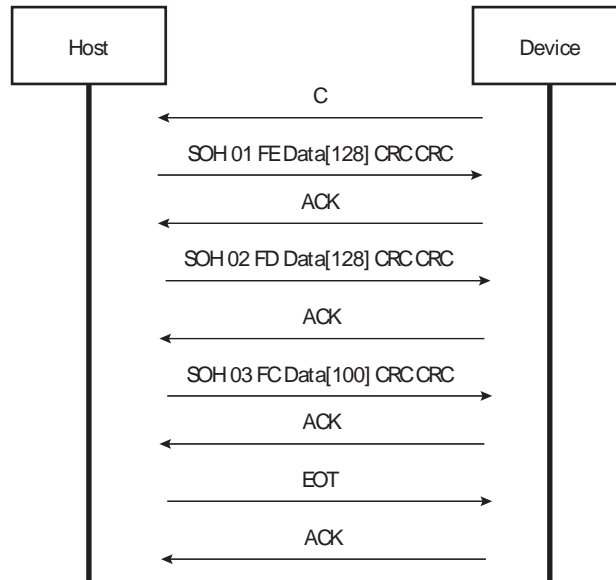 Host
Device
C
SOH 01 FE Data[128] CRC CRC
ACK
SOH 02 FD Data[128] CRC CRC
ACK
SOH 03 FC Data[100] CRC CRC
ACK
EOT
ACK